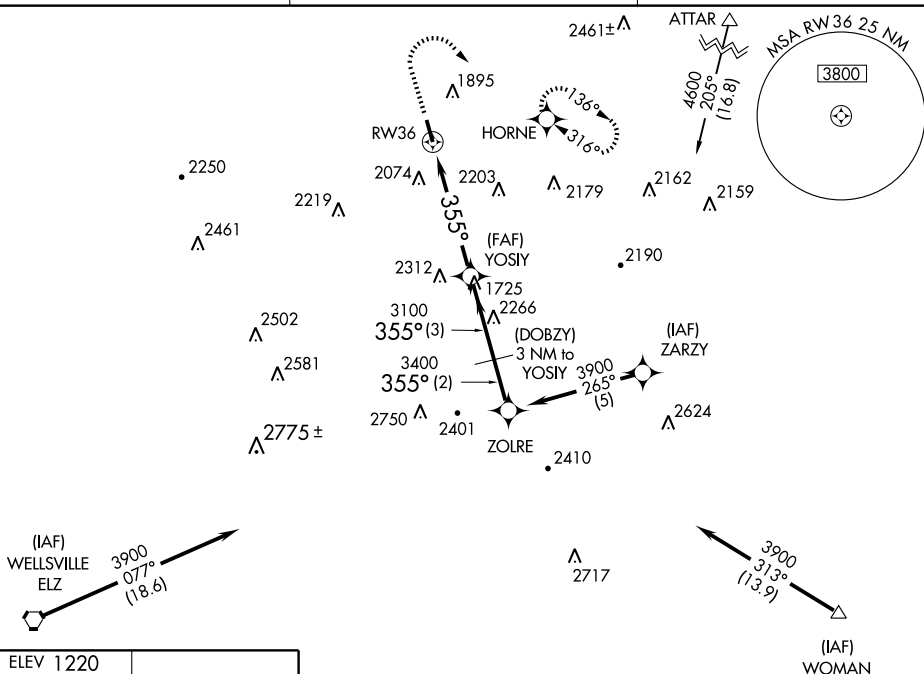 2461±
ATTAR
MSA RW 36 25 NM
3800
4600
205°
(16.8)
1895
RW36
HORNE
136°
316°
2250
2074
2203
2179
2162
2159
2219
355°
2461
(FAF)
YOSIY
2190
2312
1725
2266
3100
355° (3)
2502
(DOBZY)
3 NM to
YOSIY
(IAF)
ZARZY
2581
3400
355° (2)
3900
265°
(5)
2750
2401
ZOLRE
2624
2775 ±
2410
(IAF)
WELLSVILLE
ELZ
3900
077°
(18.6)
2717
3900
313°
(13.9)
(IAF)
WOMAN
ELEV 1220